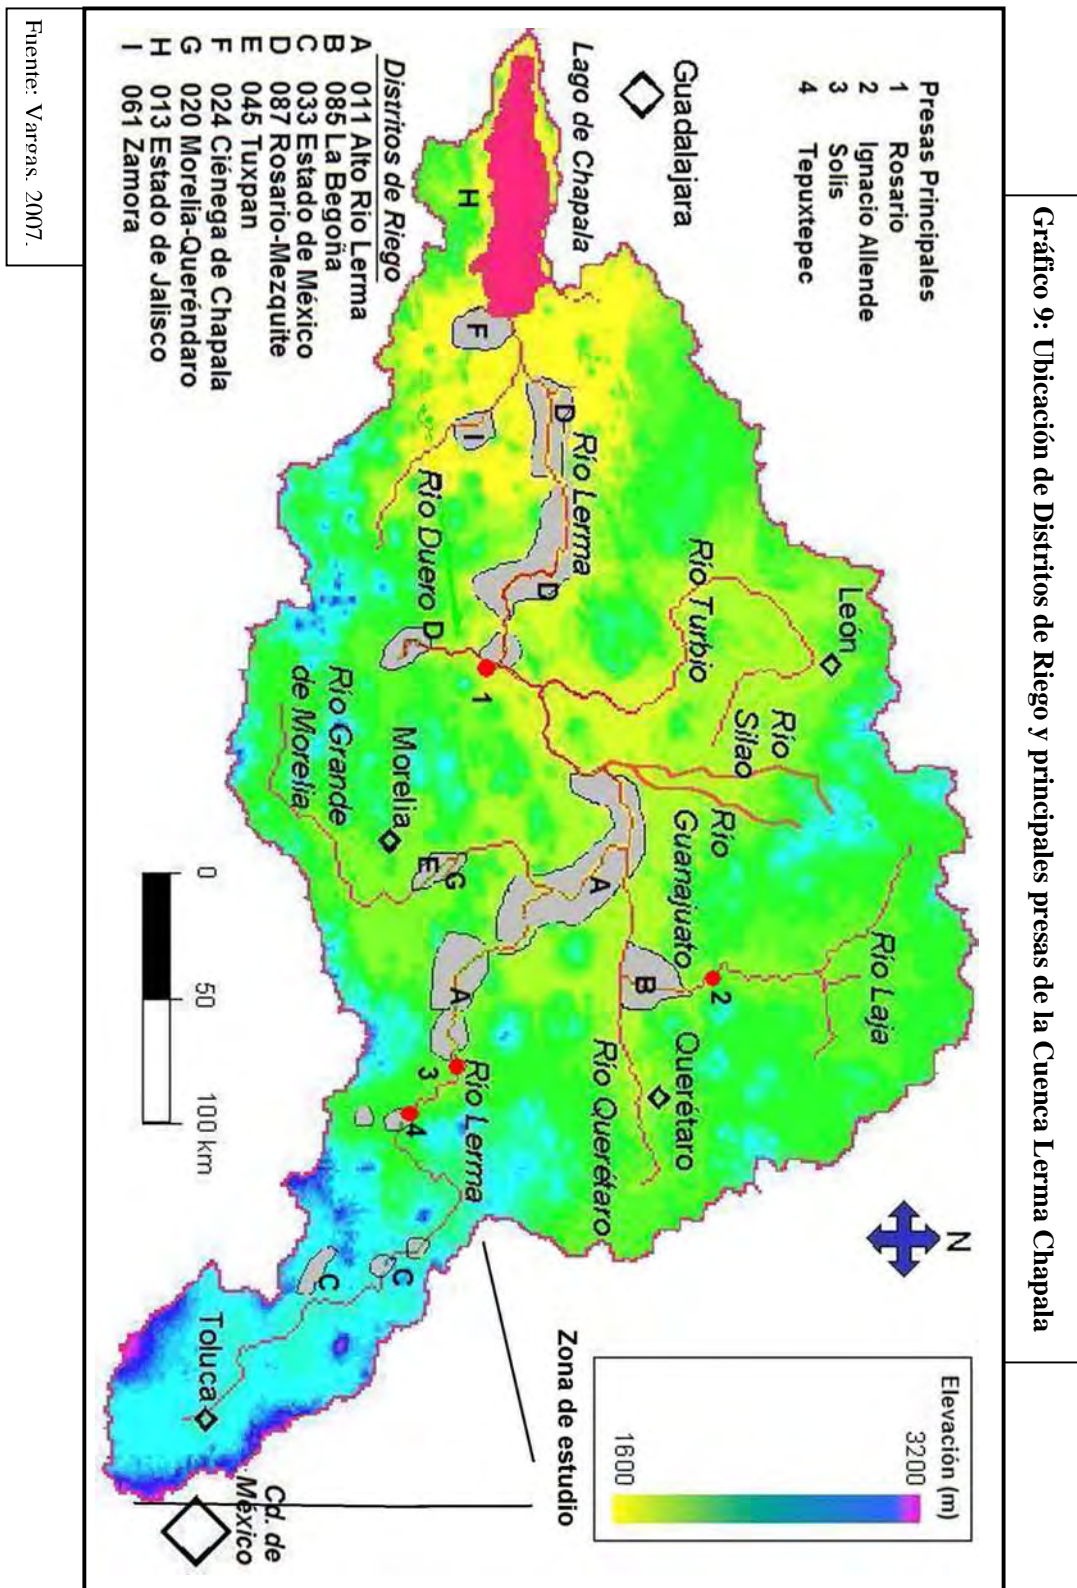 Gráfico 9: Ubicación de Distritos de Riego y principales presas de la Cuenca Lerma Chapala
Presas Principales
1 Rosario
2 Ignacio Allende
3 Solís
4 Tepuxtepec
Guadalajara
Lago de Chapala
Distritos de Riego
A 011 Alto Río Lerma
B 085 La Begoña
C 033 Estado de México
D 087 Rosario-Mezquite
E 045 Tuxpan
F 024 Ciénega de Chapala
G 020 Morelia-Queréndaro
H 013 Estado de Jalisco
I 061 Zamora
N
Elevación (m)
1600
3200
Zona de estudio
León
Río Turbio
Río
Silao
Río
Guanajuato
Río Laja
Querétaro
Río Querétaro
Río Lerma
Río Duero
Río Grande
de Morelia
Morelia
Río Lerma
Toluca
Cd. de
México
H
F
I
D
D
D
1
E
G
A
A
B
2
3
4
C
C
0
50
100 km
Fuente: Vargas. 2007.